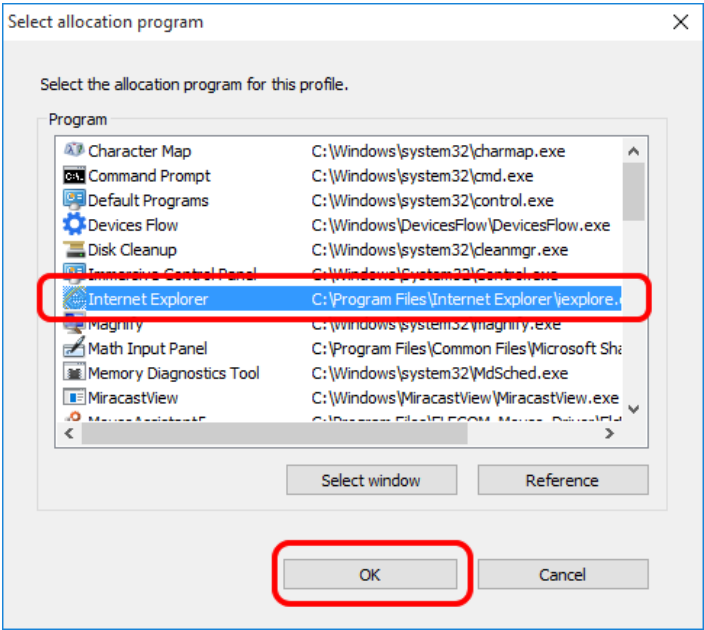 Select allocation program
Select the allocation program for this profile.
Program
Character Map C:\Windows\system32\charmap.exe
Command Prompt C:\Windows\system32\cmd.exe
Default Programs C:\Windows\system32\control.exe
Devices Flow C:\Windows\DevicesFlow\DevicesFlow.exe
Disk Cleanup C:\Windows\system32\cleanmgr.exe
Immersive Control Panel C:\Windows\System32\Control.exe
Internet Explorer C:\Program Files\Internet Explorer\iexplore.
Magnify C:\Windows\system32\magnify.exe
Math Input Panel C:\Program Files\Common Files\Microsoft Sha
Memory Diagnostics Tool C:\Windows\system32\MdSched.exe
MiracastView C:\Windows\MiracastView\MiracastView.exe
MouseAssistant5 C:\Program Files\ELECOM_Mouse_Driver\
Select window Reference
OK Cancel